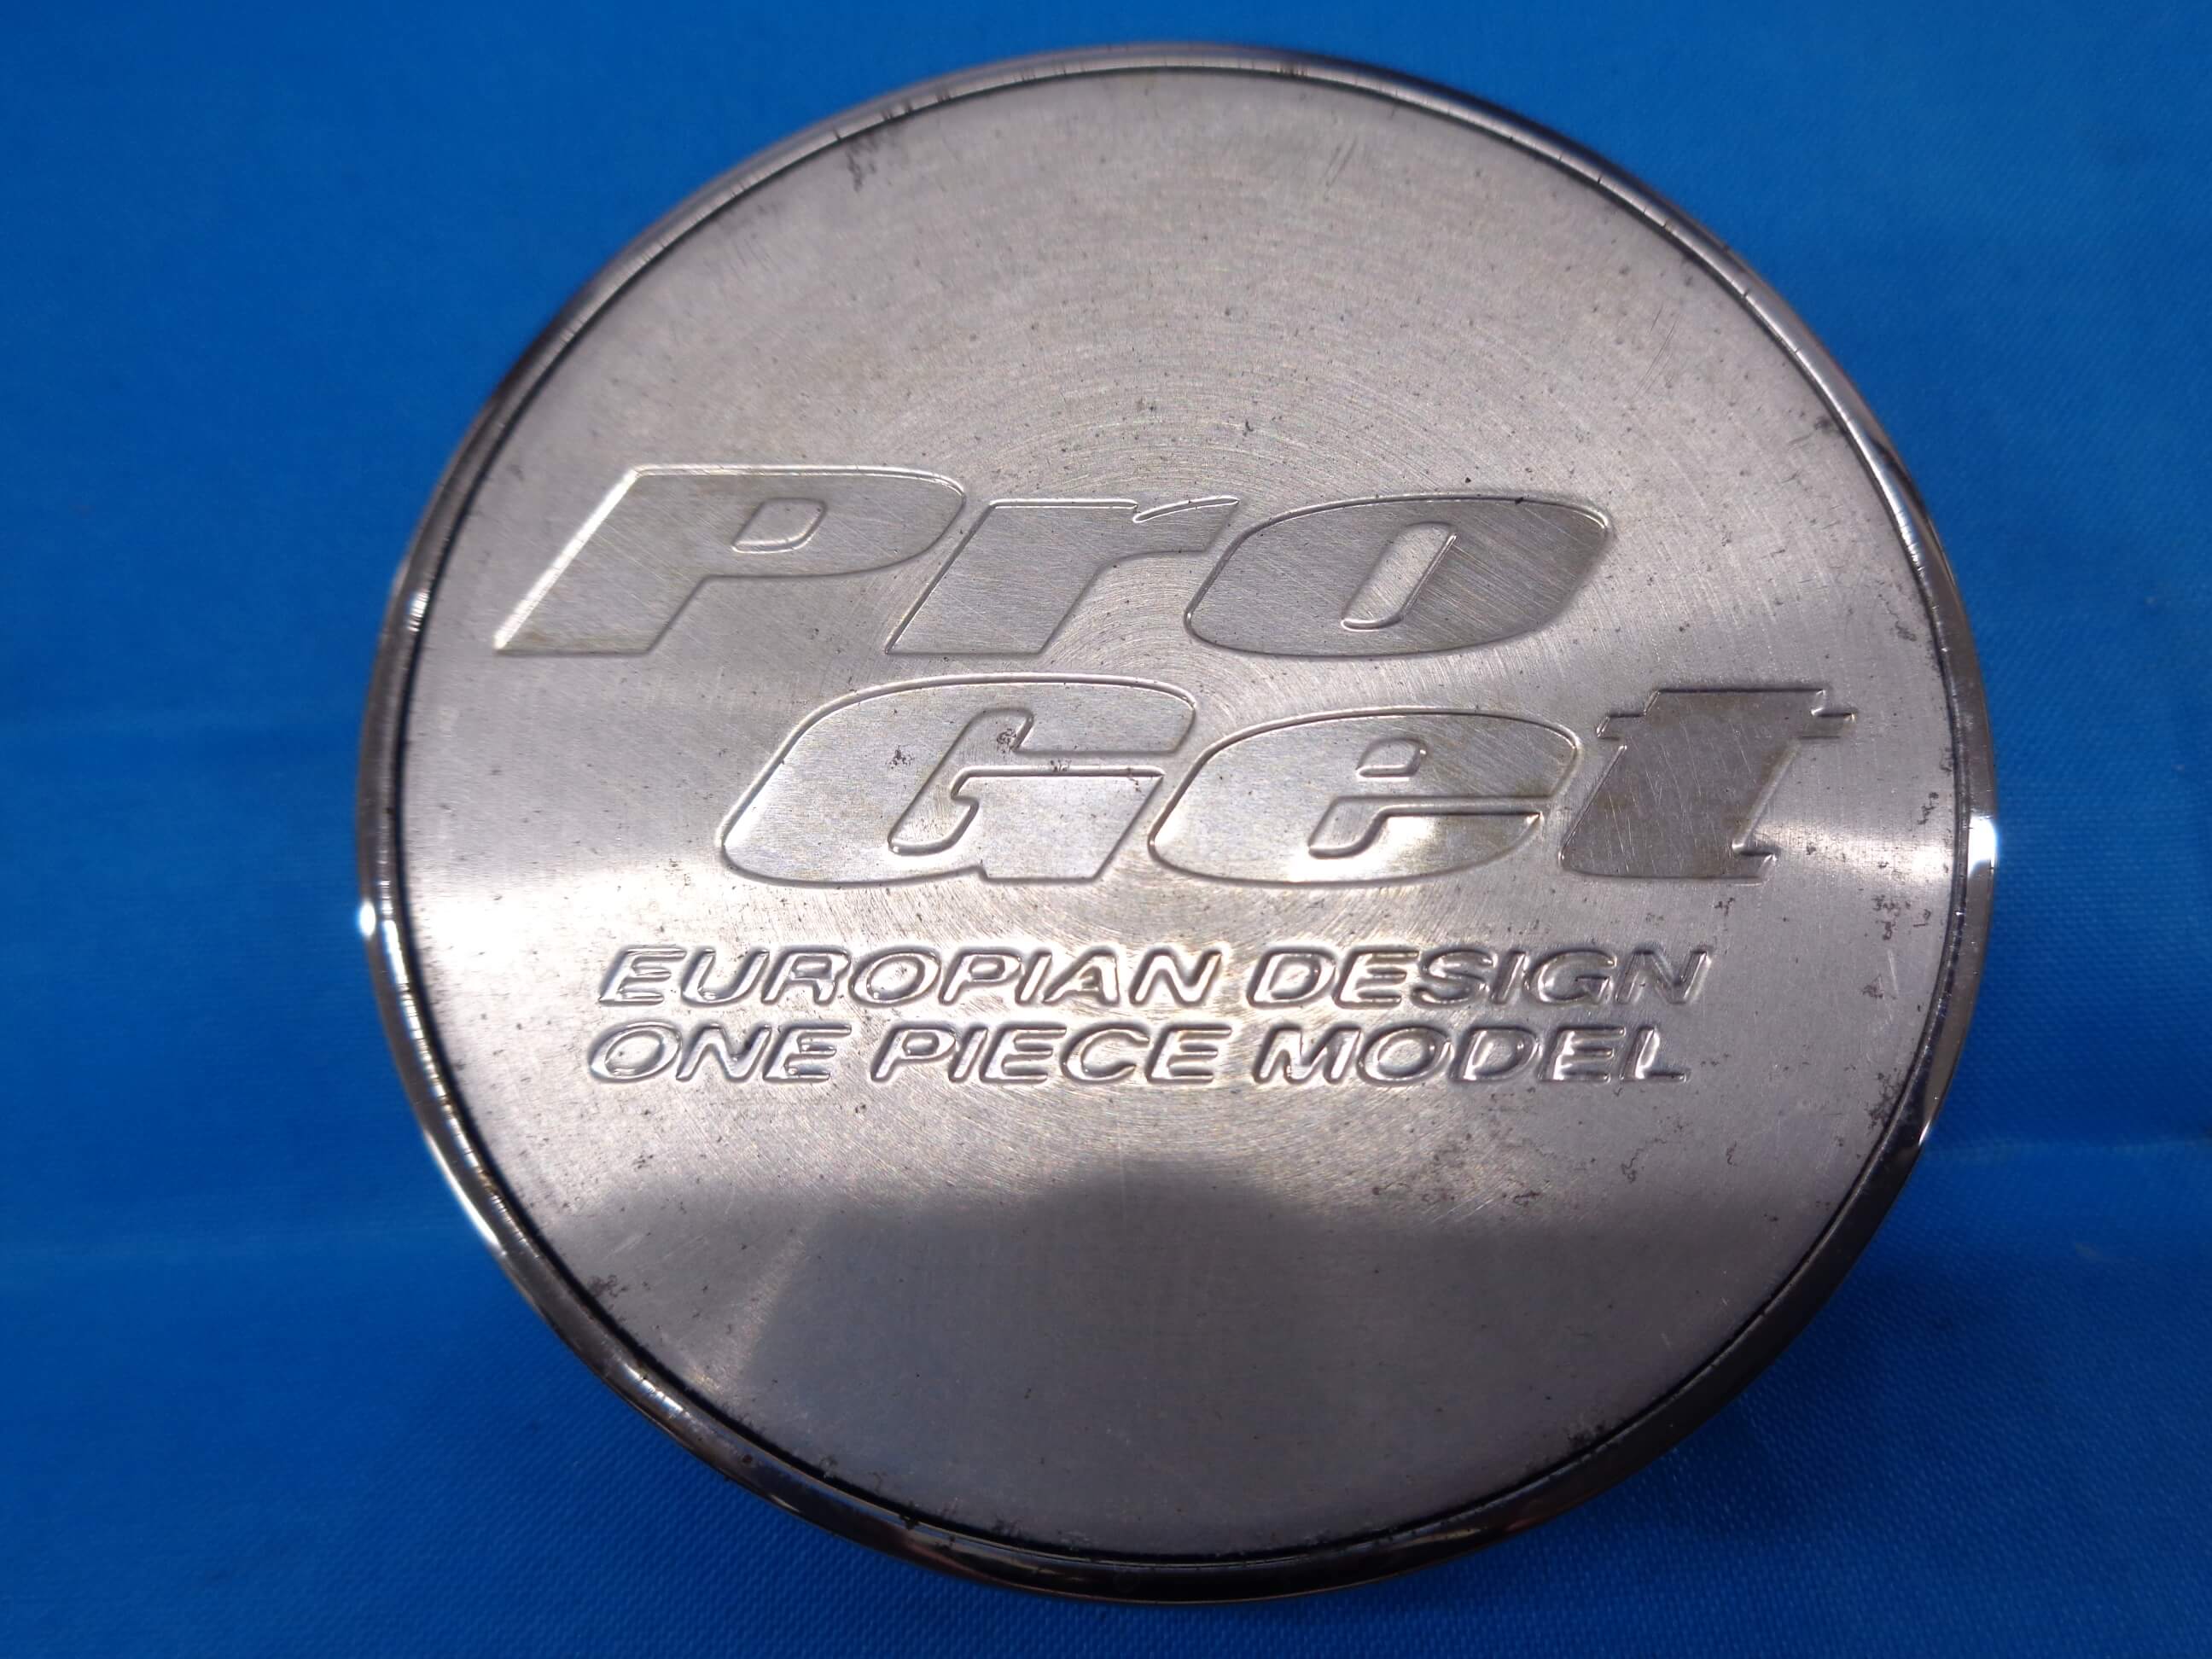 Pro
Get
EUROPIAN DESIGN
ONE PIECE MODEL